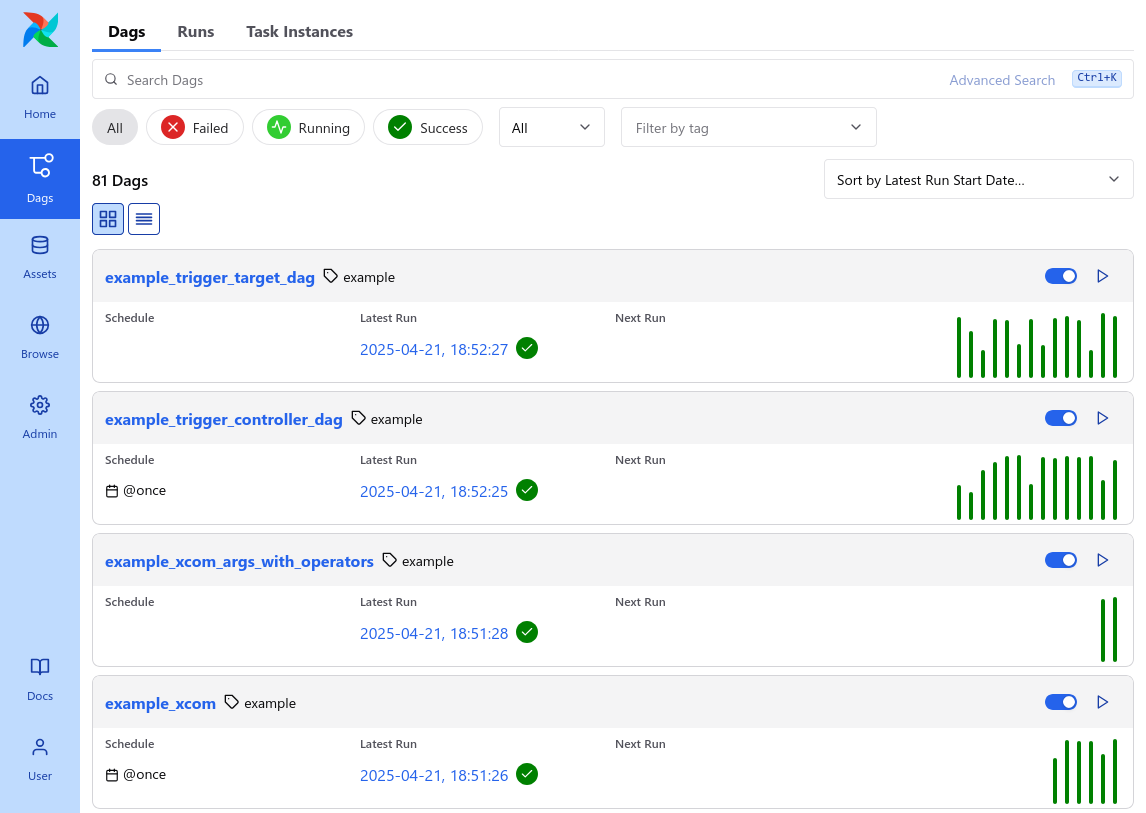 Dags Runs Task Instances
Search Dags Advanced Search Ctrl+K
All Failed Running Success All Filter by tag
81 Dags Sort by Latest Run Start Date...
Home
Dags
Assets
Browse
Admin
Docs
User
example_trigger_target_dag example
Schedule Latest Run Next Run
2025-04-21, 18:52:27
example_trigger_controller_dag example
Schedule Latest Run Next Run
@once 2025-04-21, 18:52:25
example_xcom_args_with_operators example
Schedule Latest Run Next Run
2025-04-21, 18:51:28
example_xcom example
Schedule Latest Run Next Run
@once 2025-04-21, 18:51:26